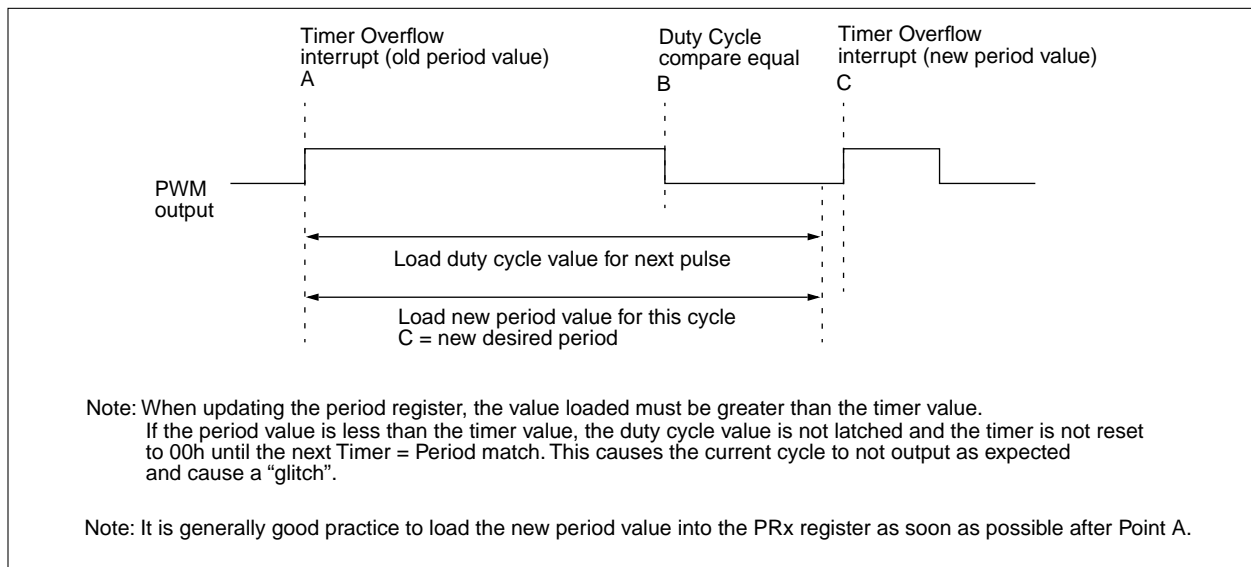 Timer Overflow
interrupt (old period value)
A
Duty Cycle
compare equal
B
Timer Overflow
interrupt (new period value)
C
PWM
output
Load duty cycle value for next pulse
Load new period value for this cycle
C = new desired period
Note: When updating the period register, the value loaded must be greater than the timer value.
If the period value is less than the timer value, the duty cycle value is not latched and the timer is not reset
to 00h until the next Timer = Period match. This causes the current cycle to not output as expected
and cause a “glitch”.
Note: It is generally good practice to load the new period value into the PRx register as soon as possible after Point A.